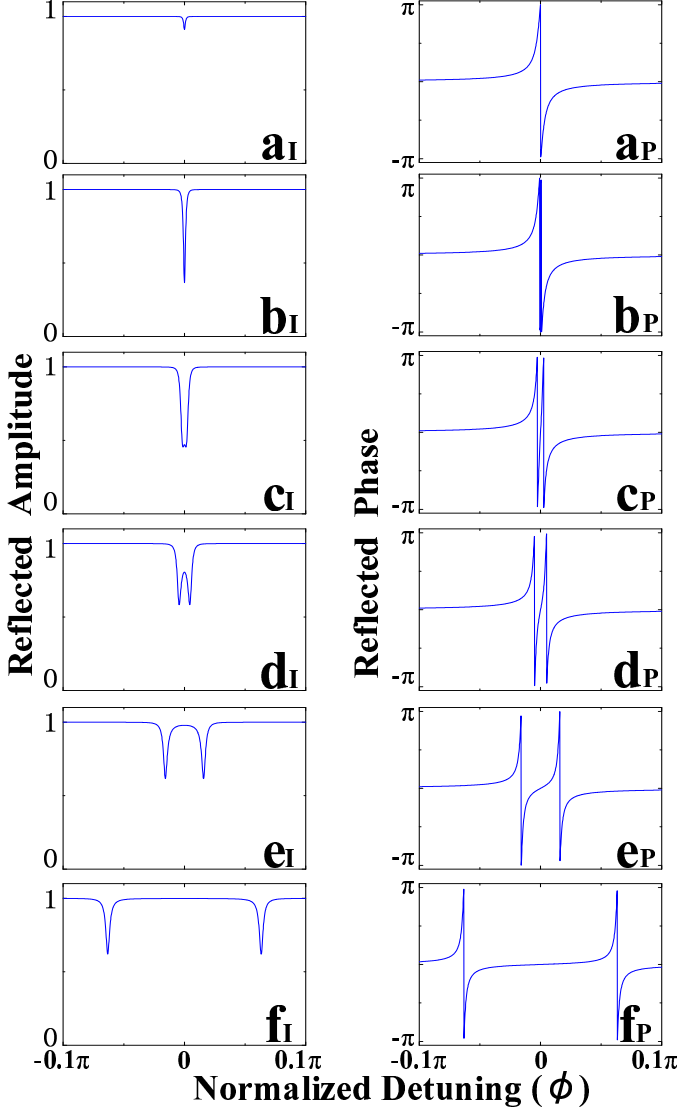 1
0
aI
π
-π
aP
1
0
bI
π
-π
bP
1
0
cI
π
-π
cP
1
0
dI
π
-π
dP
1
0
eI
π
-π
eP
1
0
fI
π
-π
fP
-0.1π 0 0.1π
-0.1π 0 0.1π
Reflected Amplitude
Reflected Phase
Normalized Detuning (ϕ)